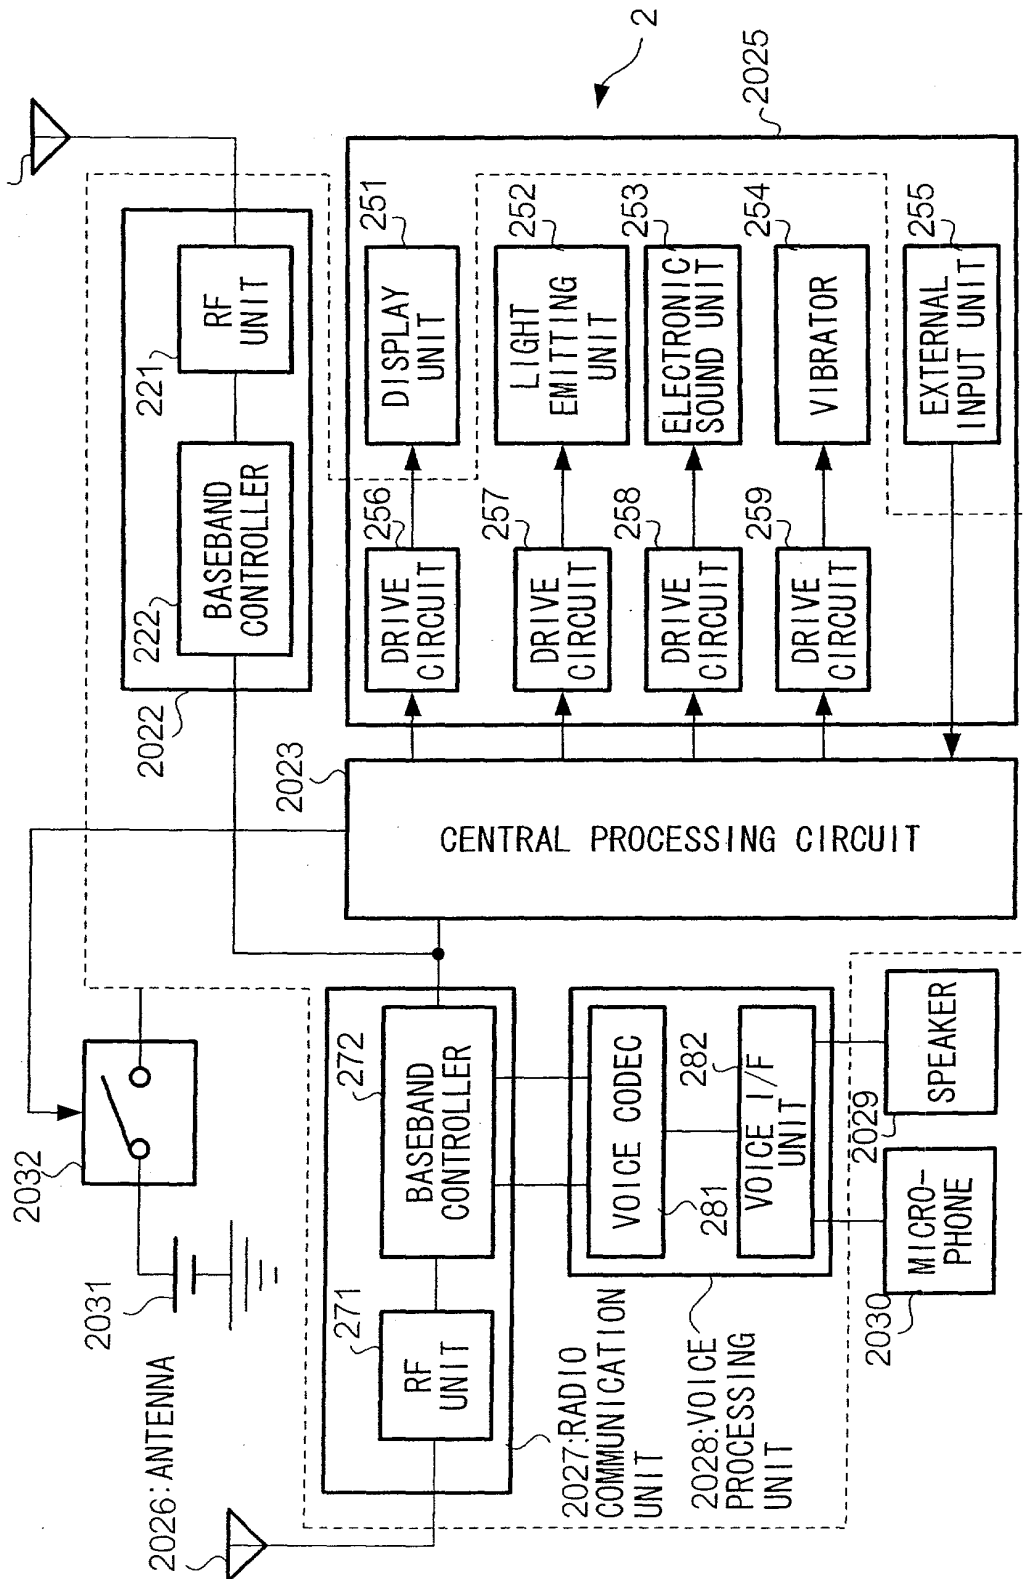 2026: ANTENNA
2031
2032
271
RF
UNIT
272
BASEBAND
CONTROLLER
2027:RADIO
COMMUNICATION
UNIT
2028:VOICE
PROCESSING
UNIT
VOICE CODEC
281
282
VOICE I/F
UNIT
MICRO-
PHONE
2030
SPEAKER
2029
2023
CENTRAL PROCESSING CIRCUIT
2022
222
BASEBAND
CONTROLLER
221
RF
UNIT
256
DRIVE
CIRCUIT
251
DISPLAY
UNIT
257
DRIVE
CIRCUIT
252
LIGHT
EMITTING
UNIT
258
DRIVE
CIRCUIT
253
ELECTRONIC
SOUND UNIT
259
DRIVE
CIRCUIT
254
VIBRATOR
255
EXTERNAL
INPUT UNIT
2025
2